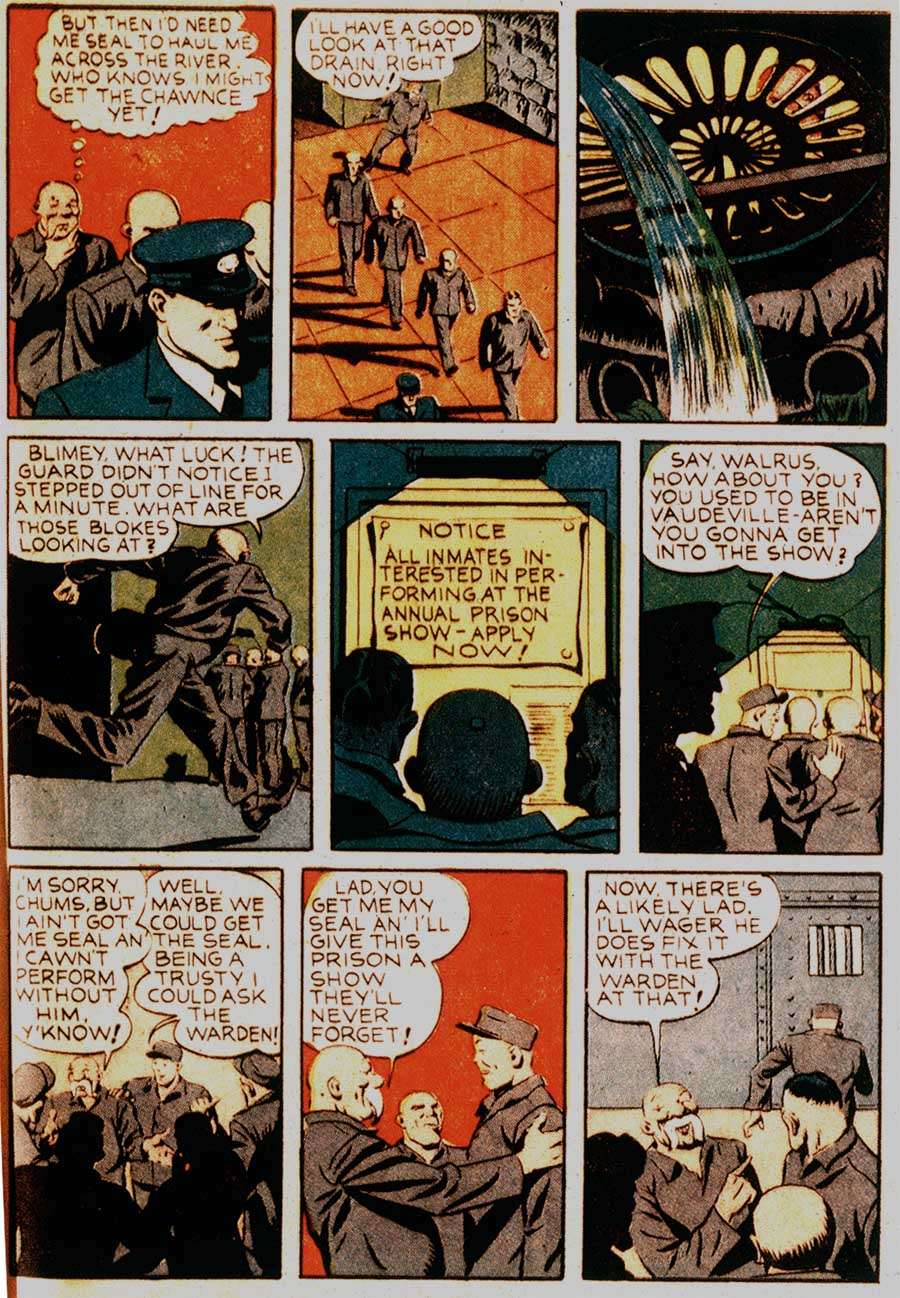 BUT THEN I'D NEED
ME SEAL TO HAUL ME
ACROSS THE RIVER.
WHO KNOWS, I MIGHT
GET THE CHAWNCE
YET!
I'LL HAVE A GOOD
LOOK AT THAT
DRAIN, RIGHT
NOW!
BLIMEY, WHAT LUCK! THE
GUARD DIDN'T NOTICE I
STEPPED OUT OF LINE FOR
A MINUTE. WHAT ARE
THOSE BLOKES
LOOKING AT?
NOTICE
ALL INMATES IN-
TERESTED IN PER-
FORMING AT THE
ANNUAL PRISON
SHOW - APPLY
NOW!
SAY, WALRUS,
HOW ABOUT YOU?
YOU USED TO BE IN
VAUDEVILLE-AREN'T
YOU GONNA GET
INTO THE SHOW?
I'M SORRY,
CHUMS, BUT
I AIN'T GOT
ME SEAL AN'
I CAWN'T
PERFORM
WITHOUT
HIM,
Y'KNOW!
WELL,
MAYBE WE
COULD GET
THE SEAL.
BEING A
TRUSTY, I
COULD ASK
THE
WARDEN!
LAD, YOU
GET ME MY
SEAL AN' I'LL
GIVE THIS
PRISON A
SHOW
THEY'LL
NEVER
FORGET!
NOW, THERE'S
A LIKELY LAD.
I'LL WAGER HE
DOES FIX IT
WITH THE
WARDEN,
AT THAT!